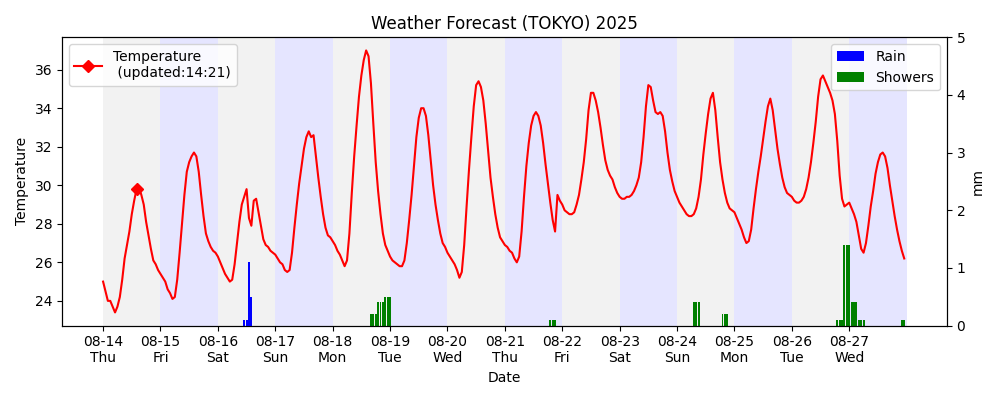 Weather Forecast (TOKYO) 2025
Temperature
(updated:14:21)
Rain
Showers
Temperature
36
34
32
30
28
26
24
5
4
3
2
1
0
mm
08-14 08-15 08-16 08-17 08-18 08-19 08-20 08-21 08-22 08-23 08-24 08-25 08-26 08-27
Thu Fri Sat Sun Mon Tue Wed Thu Fri Sat Sun Mon Tue Wed
Date